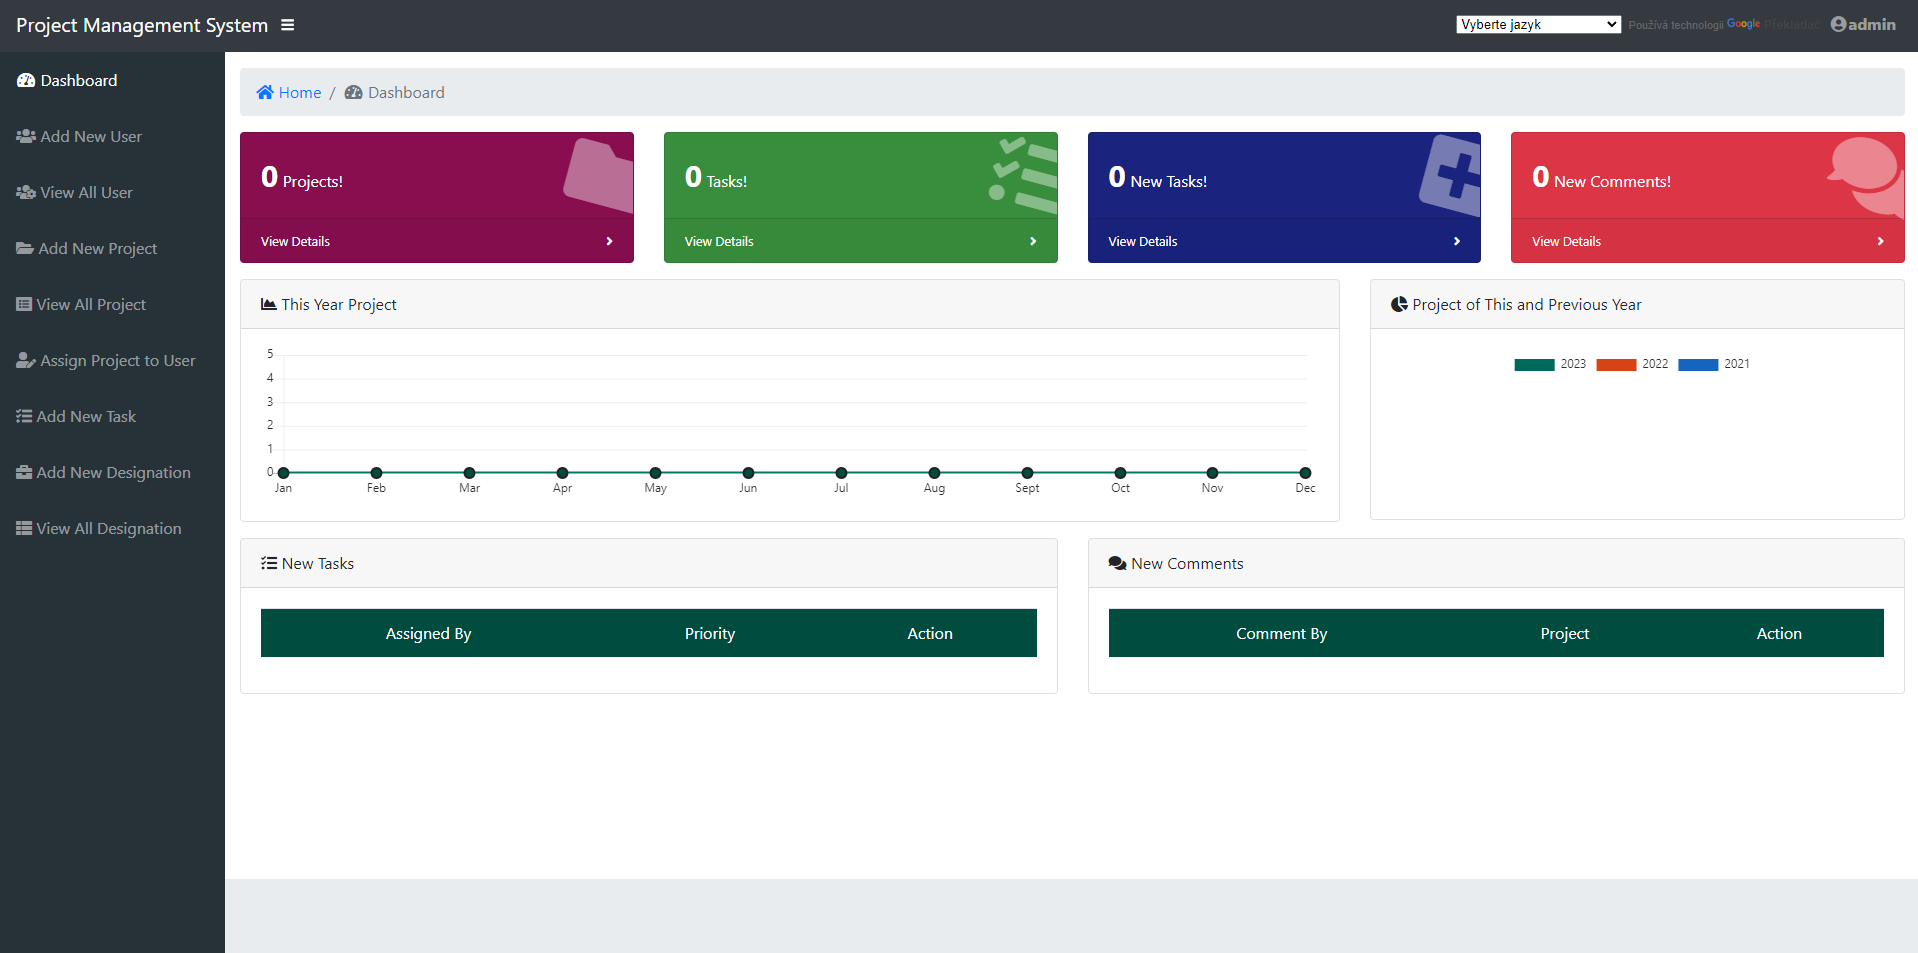 Project Management System
Vyberte jazyk
Používá technologii Google Překladač
admin
Dashboard
Add New User
View All User
Add New Project
View All Project
Assign Project to User
Add New Task
Add New Designation
View All Designation
Home / Dashboard
0 Projects!
View Details
0 Tasks!
View Details
0 New Tasks!
View Details
0 New Comments!
View Details
This Year Project
5
4
3
2
1
0
Jan Feb Mar Apr May Jun Jul Aug Sept Oct Nov Dec
Project of This and Previous Year
2023 2022 2021
New Tasks
Assigned By Priority Action
New Comments
Comment By Project Action